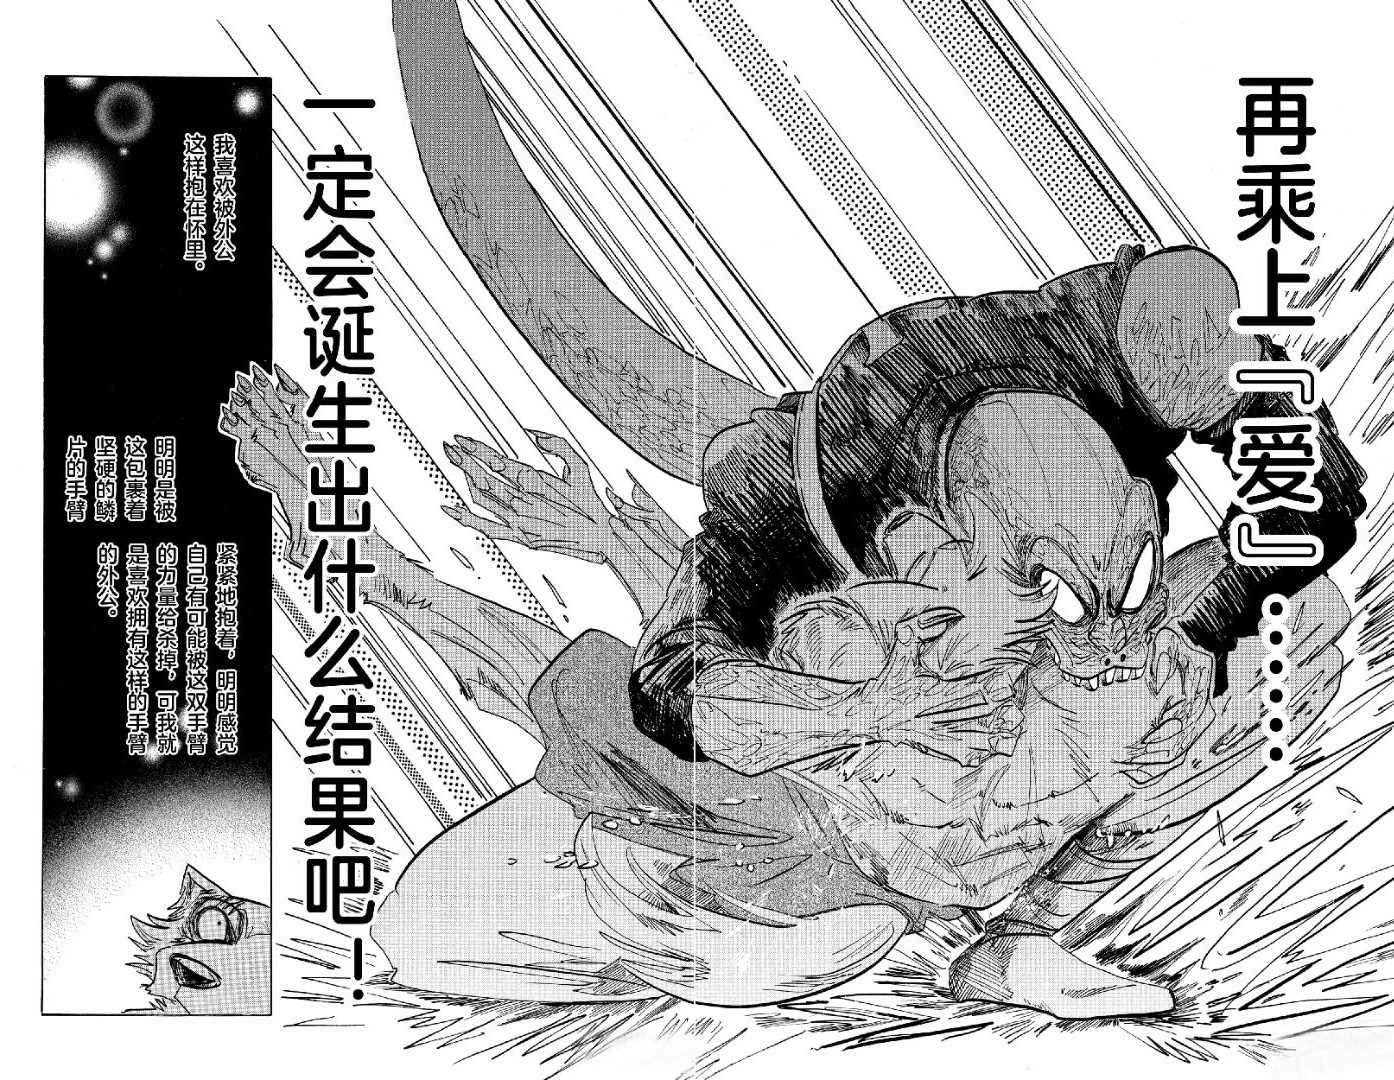 再乘上『爱』………
一定会诞生出什么结果吧！
我喜欢被外公
这样抱在怀里。
明明是被
这包裹着
坚硬的鳞
片的手臂
紧紧地抱着，明明感觉
自己有可能被这双手臂
的力量给杀掉，可我就
是喜欢拥有这样的手臂
的外公。